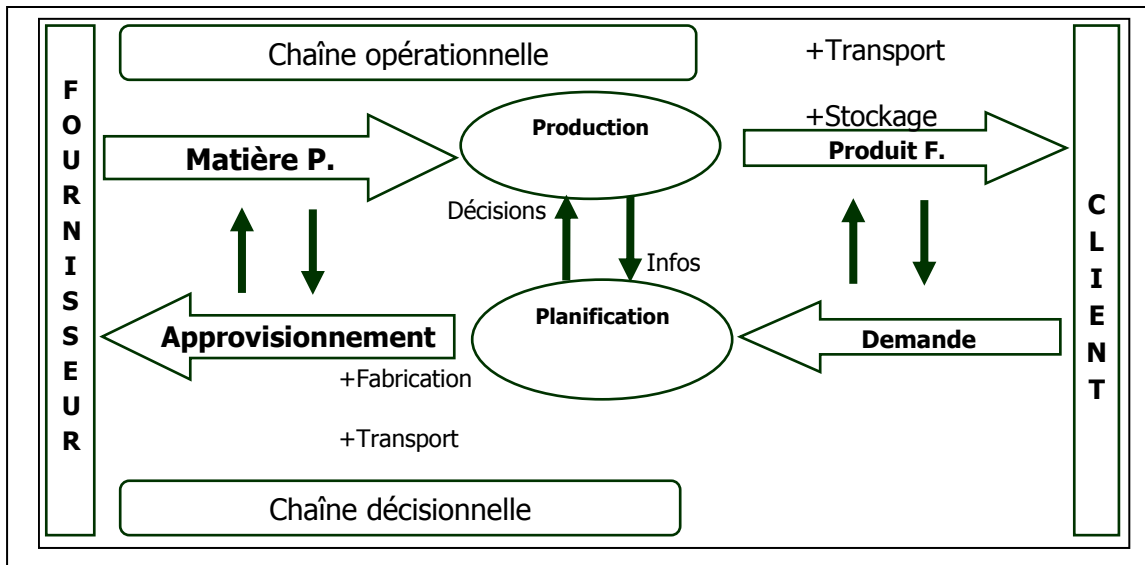 Chaîne opérationnelle
+Transport
+Stockage
FOURNISSEUR
Matière P.
Production
Produit F.
Décisions
Infos
CLIENT
Approvisionnement
Planification
Demande
+Fabrication
+Transport
Chaîne décisionnelle